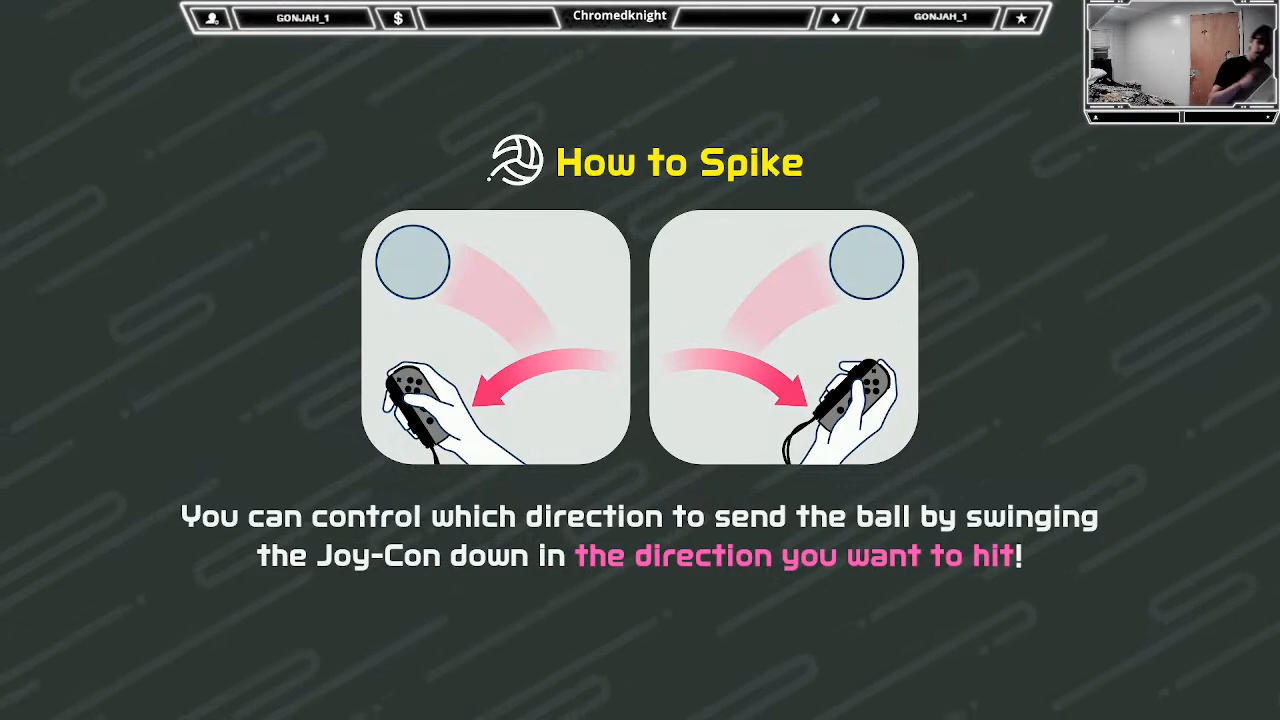 GONJAH_1
$
Chromedknight
GONJAH_1
How to Spike
You can control which direction to send the ball by swinging
the Joy-Con down in the direction you want to hit!